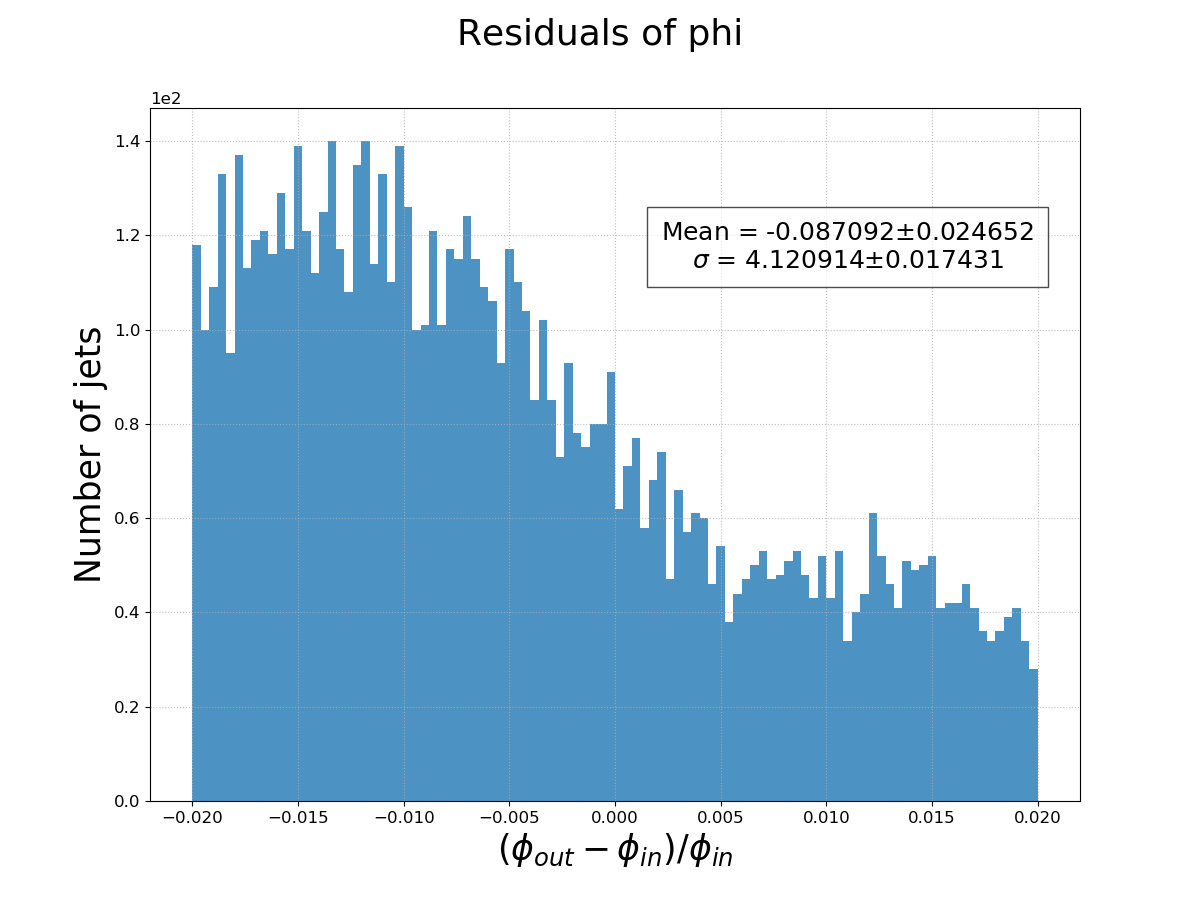 Residuals of phi
1e2
1.4
1.2
1.0
0.8
0.6
0.4
0.2
0.0
Number of jets
Mean = -0.087092±0.024652
σ = 4.120914±0.017431
−0.020 −0.015 −0.010 −0.005 0.000 0.005 0.010 0.015 0.020
(ϕout − ϕin)/ϕin